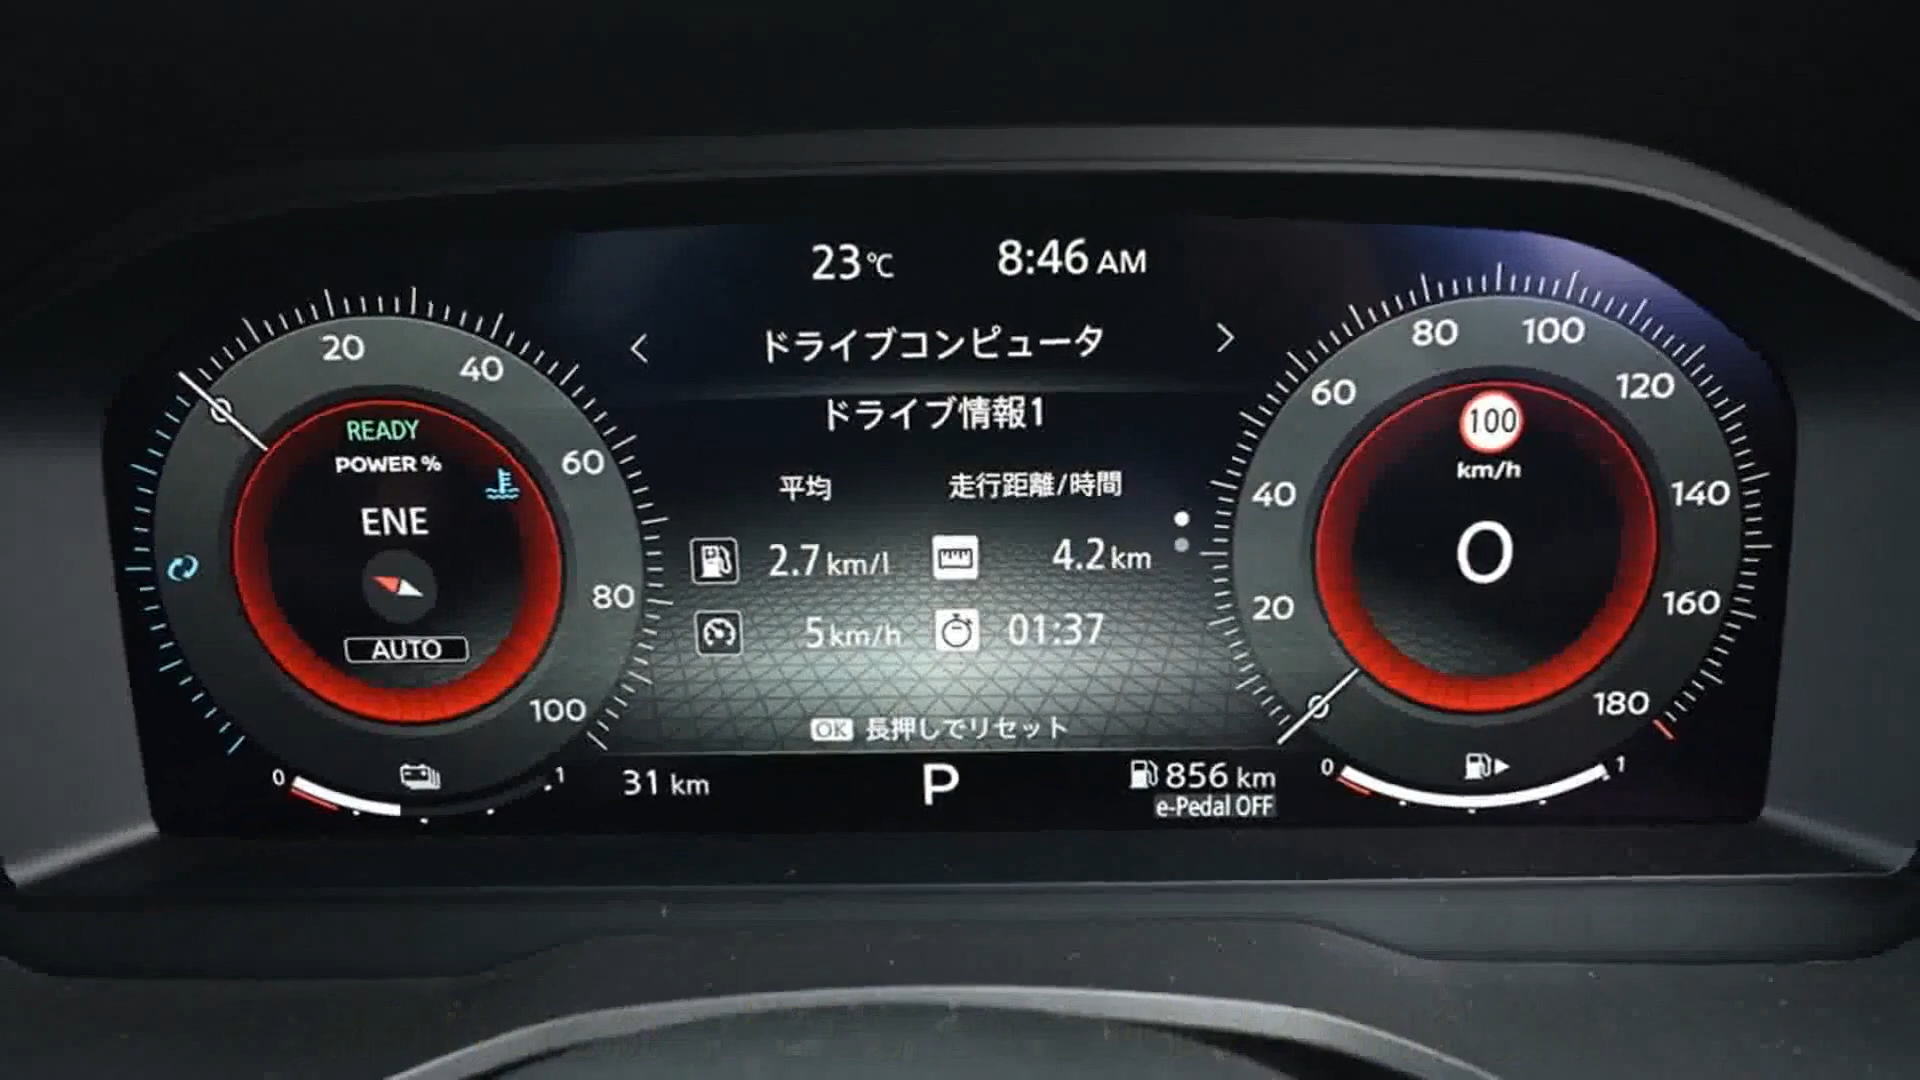 23℃ 8:46 AM
< ドライブコンピュータ >
ドライブ情報1
平均 走行距離/時間
2.7 km/l 4.2 km
5 km/h 01:37
OK 長押しでリセット
31 km P 856 km
e-Pedal OFF
0 20 40 60 80 100
READY
POWER %
ENE
AUTO
0 1
0 20 40 60 80 100 120 140 160 180
100
km/h
0
0 1